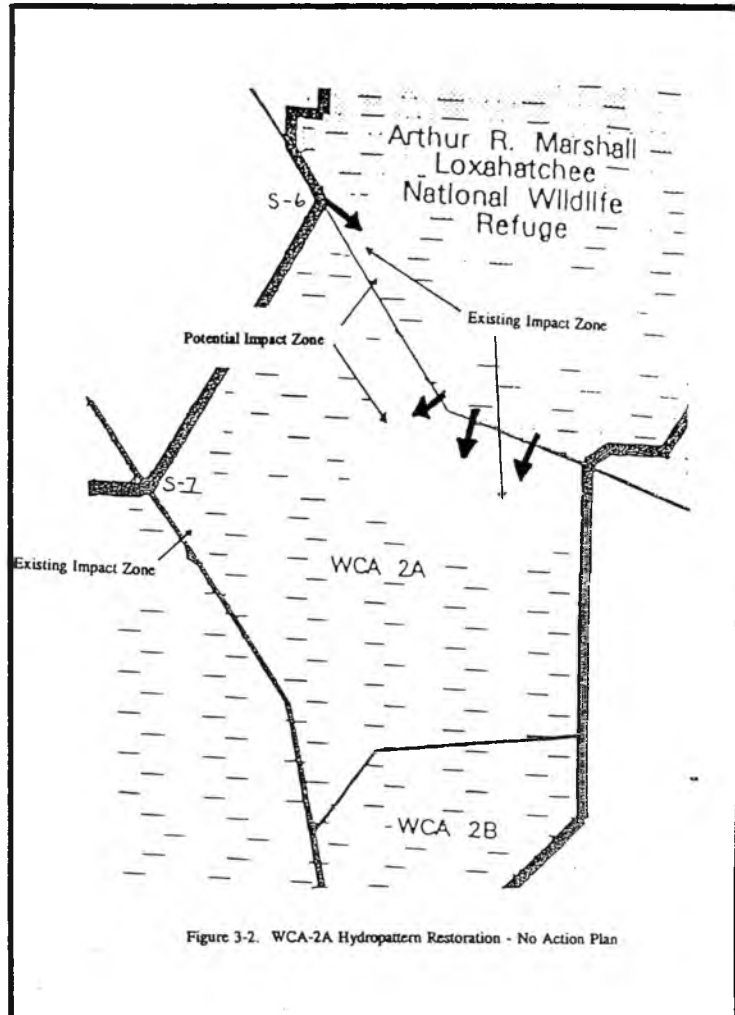 Arthur R. Marshall
Loxahatchee
National Wildlife
Refuge
S-6
Existing Impact Zone
Potential Impact Zone
S-7
Existing Impact Zone
WCA 2A
WCA 2B
Figure 3-2. WCA-2A Hydropattern Restoration - No Action Plan